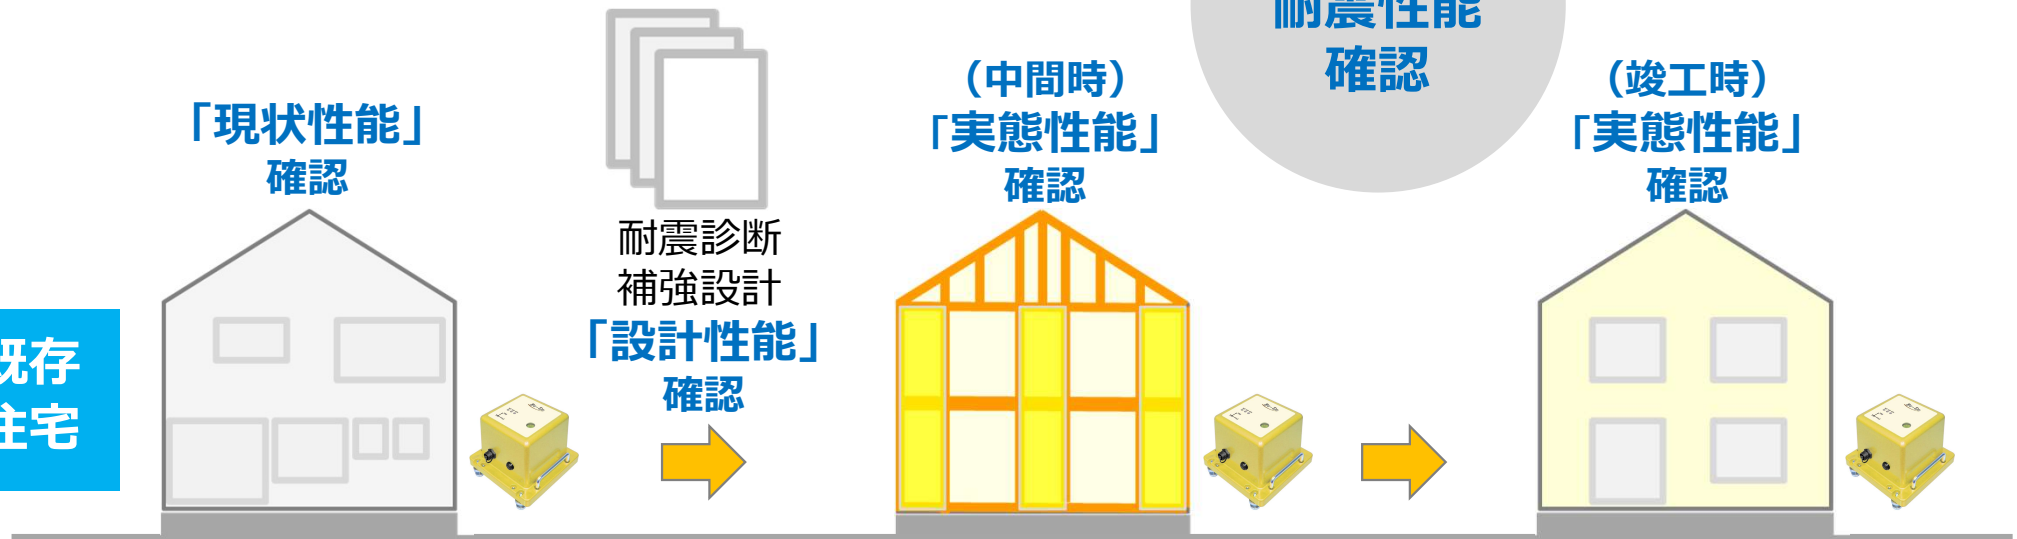 耐震性能
確認
「現状性能」
確認
耐震診断
補強設計
「設計性能」
確認
（中間時）
「実態性能」
確認
（竣工時）
「実態性能」
確認
既存
住宅